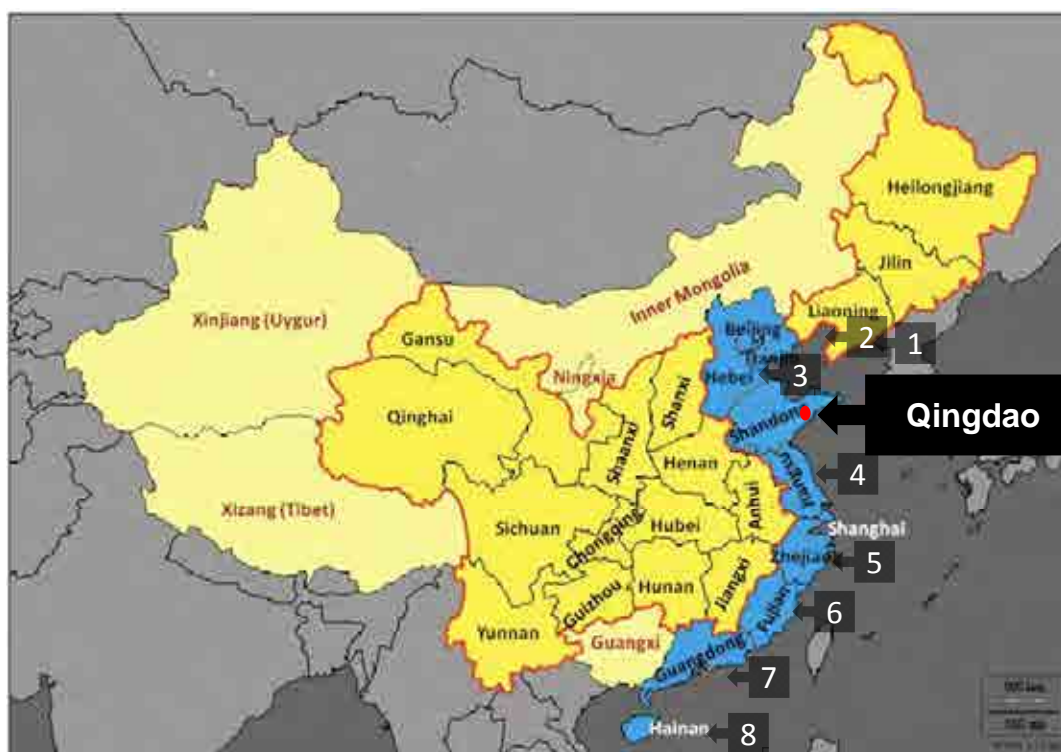 Heilongjiang
Jilin
Inner Mongolia
Liaoning
2
1
Xinjiang (Uygur)
Beijing
Gansu
Tianjin
Ningxia
Hebei
3
Shanxi
Qinghai
Shandong
Qingdao
Shaanxi
Henan
Jiangsu
4
Xizang (Tibet)
Anhui
Sichuan
Chongqing
Hubei
Shanghai
Zhejiang
5
Hunan
Jiangxi
Guizhou
Fujian
6
Yunnan
Guangxi
Guangdong
7
Hainan
8